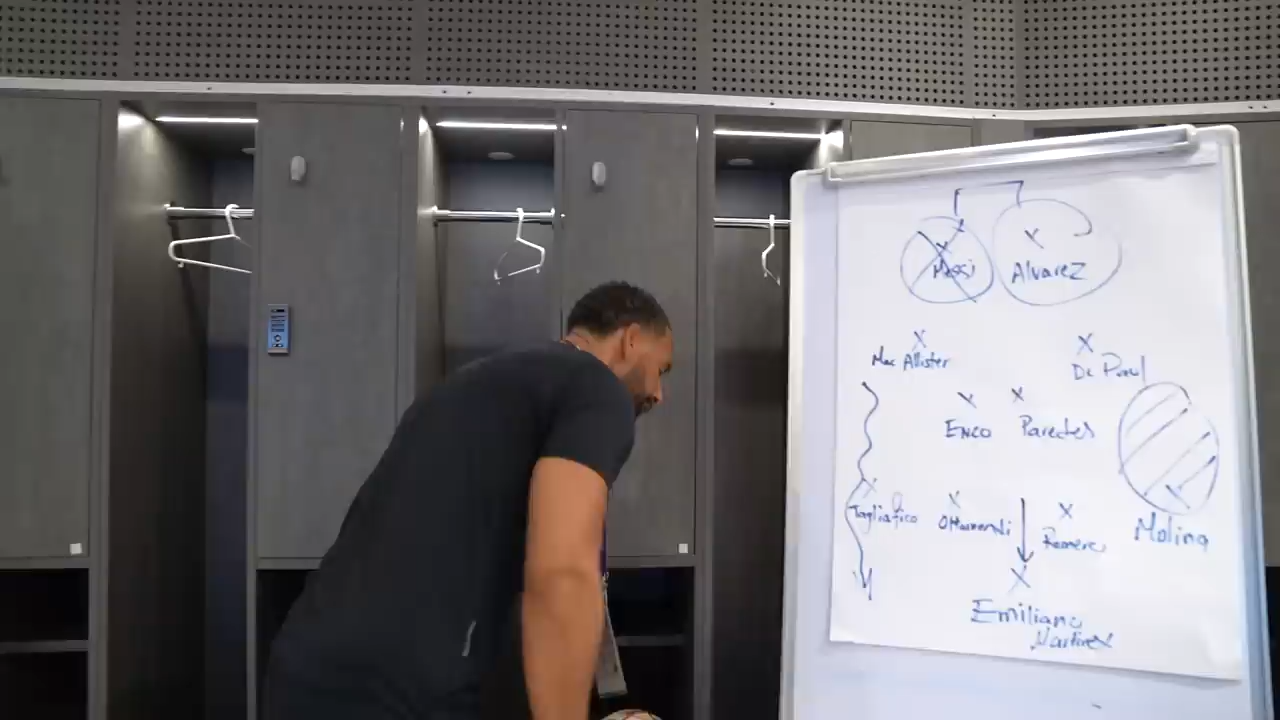 Messi Alvarez
Mac Allister De Paul
Enzo Paredes
Tagliafico Otamendi Romero Molina
Emiliano
Martinez